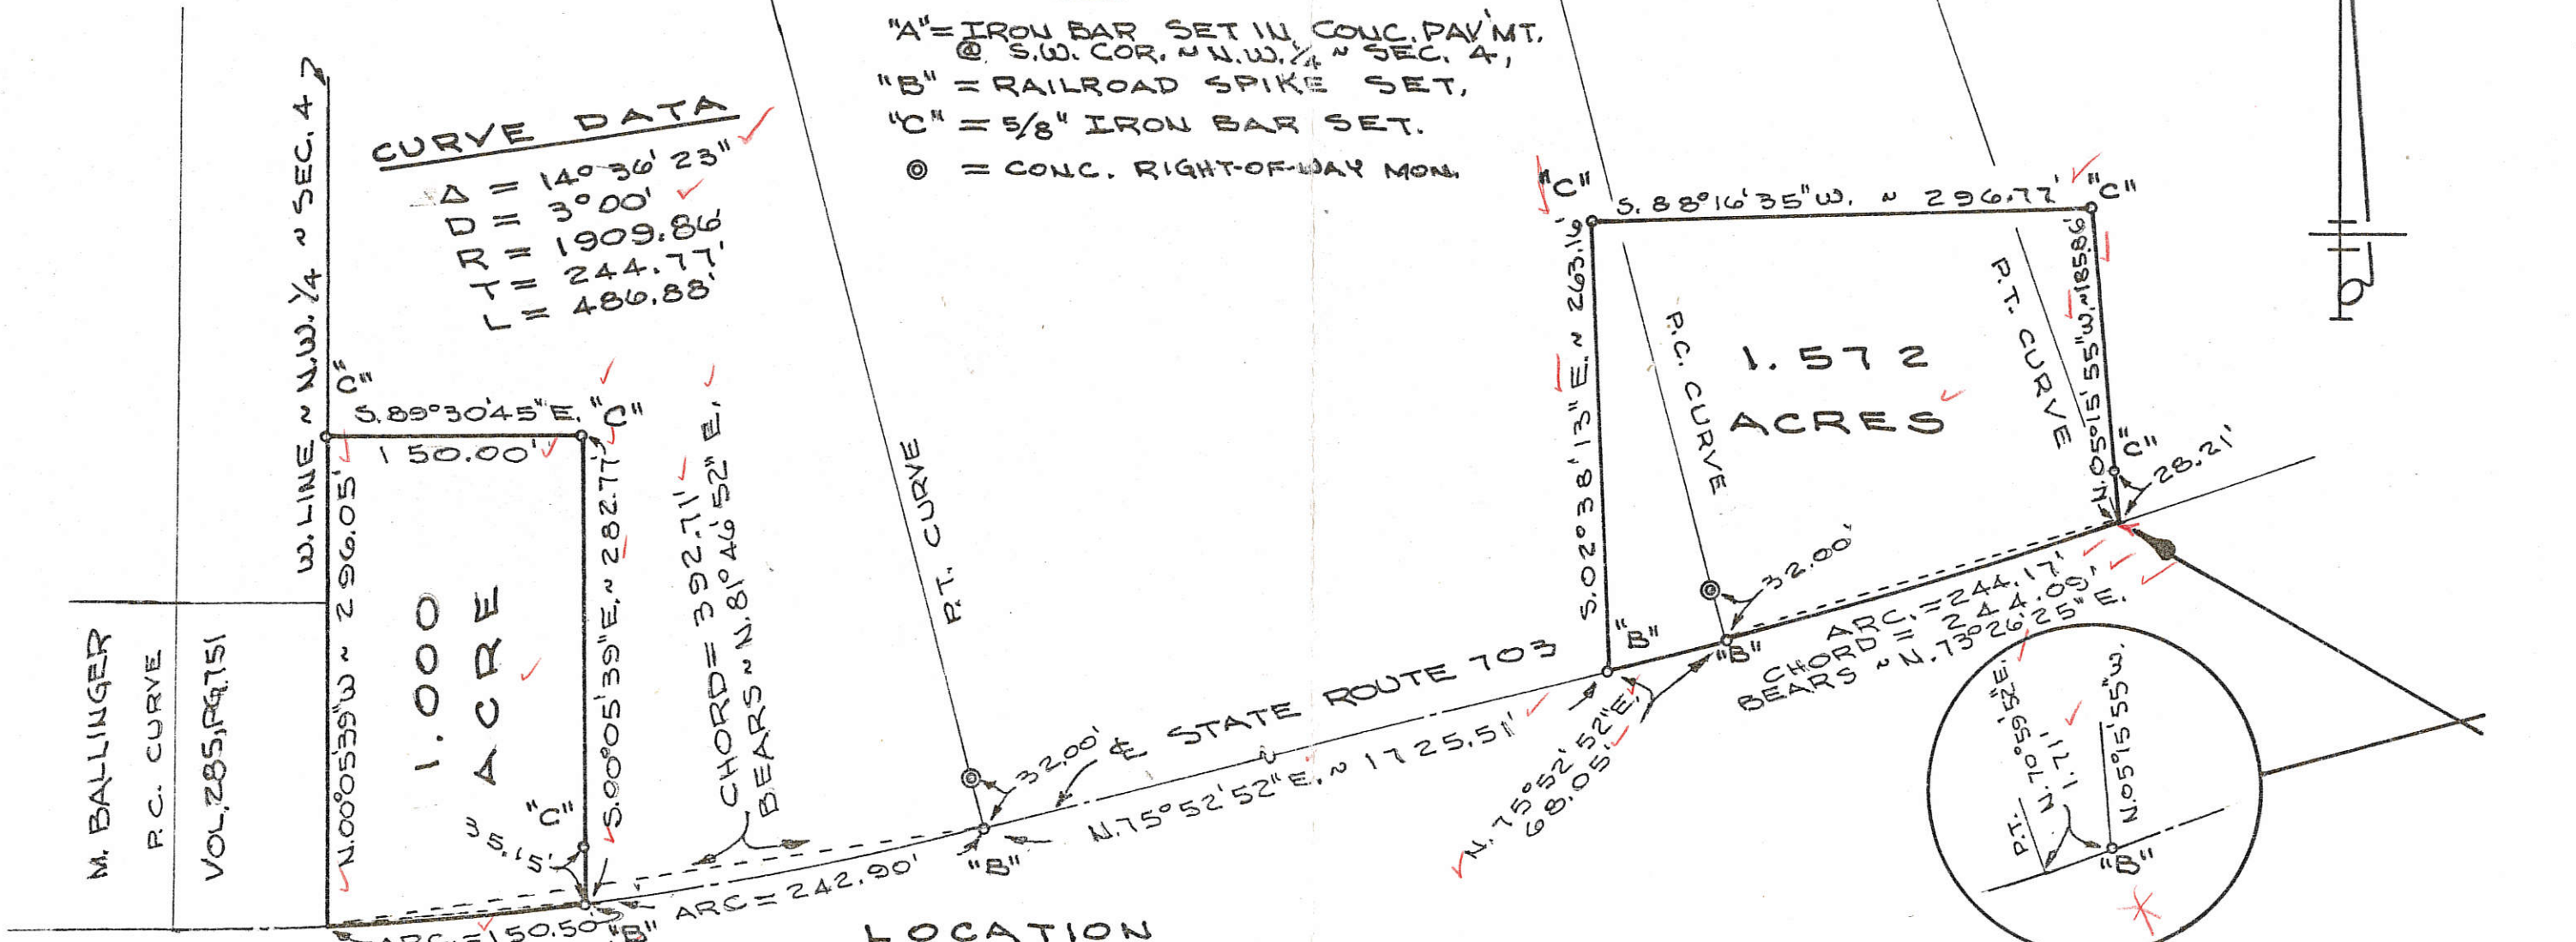 "A" = IRON BAR SET IN CONC. PAV'MT.
@ S.W. COR. ~ N.W. ¼ ~ SEC. 4,
"B" = RAILROAD SPIKE SET,
"C" = 5/8" IRON BAR SET.
◎ = CONC. RIGHT-OF-WAY MON.
CURVE DATA
Δ = 14° 36' 23"
D = 3° 00'
R = 1909.86'
T = 244.77'
L = 486.88'
W. LINE ~ N.W. ¼ ~ SEC. 4
"C"
S.89°30'45"E.
150.00'
"C"
N.00°05'39"W ~ 296.05'
1.000
ACRE
S.00°05'39"E. ~ 282.77'
"C"
35.15'
M. BALLINGER
P.C. CURVE
VOL. 285, PG. 751
CHORD = 392.71'
BEARS ~ N.81°46'52" E.
ARC = 150.50'
"B"
ARC = 242.90'
P.T. CURVE
32.00'
"B"
℄ STATE ROUTE 703
N.75°52'52"E. ~ 1725.51'
LOCATION
"C"
S.88°16'35"W. ~ 296.77'
"C"
S.02°38'13" E. ~ 263.16'
P.C. CURVE
1.572
ACRES
P.T. CURVE
N.05°15'55"W. ~ 185.86'
"C"
28.21'
32.00'
"B"
"B"
N.75°52'52"E.
68.05'
ARC. = 244.17'
CHORD = 244.09'
BEARS ~ N.73°26'25"E.
P.T.
N.70°59'52"E.
1.71'
N.05°15'55"W.
"B"